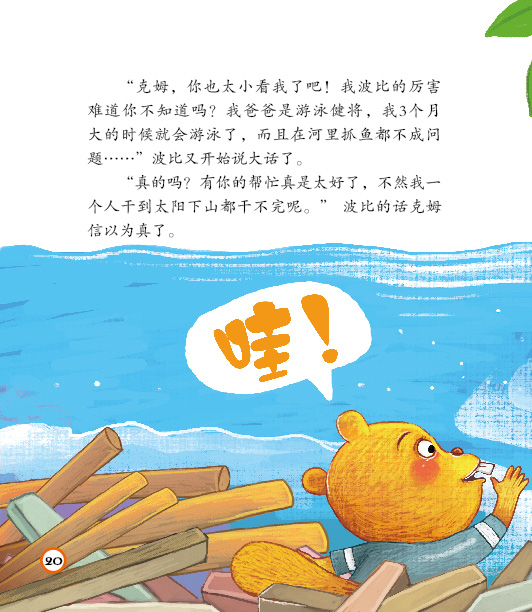 “克姆，你也太小看我了吧！我波比的厉害
难道你不知道吗？我爸爸是游泳健将，我3个月
大的时候就会游泳了，而且在河里抓鱼都不成问
题……”波比又开始说大话了。
“真的吗？有你的帮忙真是太好了，不然我一
个人干到太阳下山都干不完呢。” 波比的话克姆
信以为真了。
哇！
20